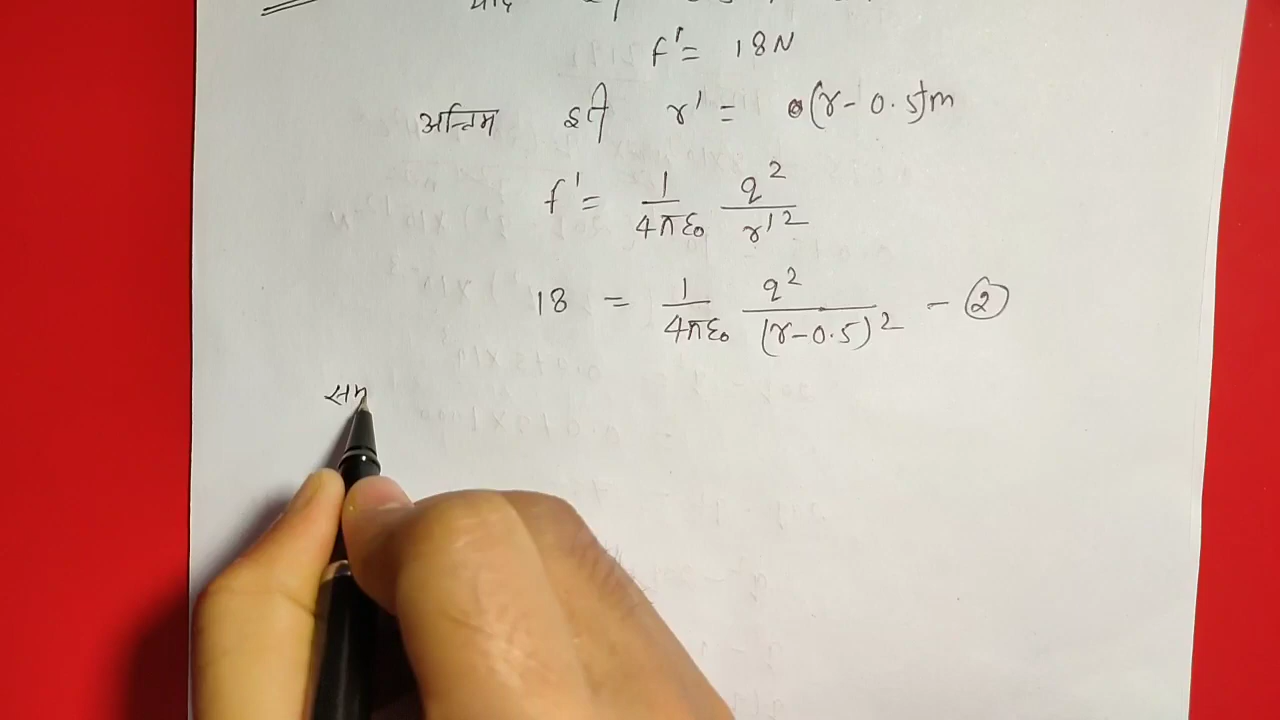 f' = 18N
अन्तिम r' = (r - 0.5)m
f' = 1/4πε₀ q²/r'²
18 = 1/4πε₀ q²/(r-0.5)² - ②
सम